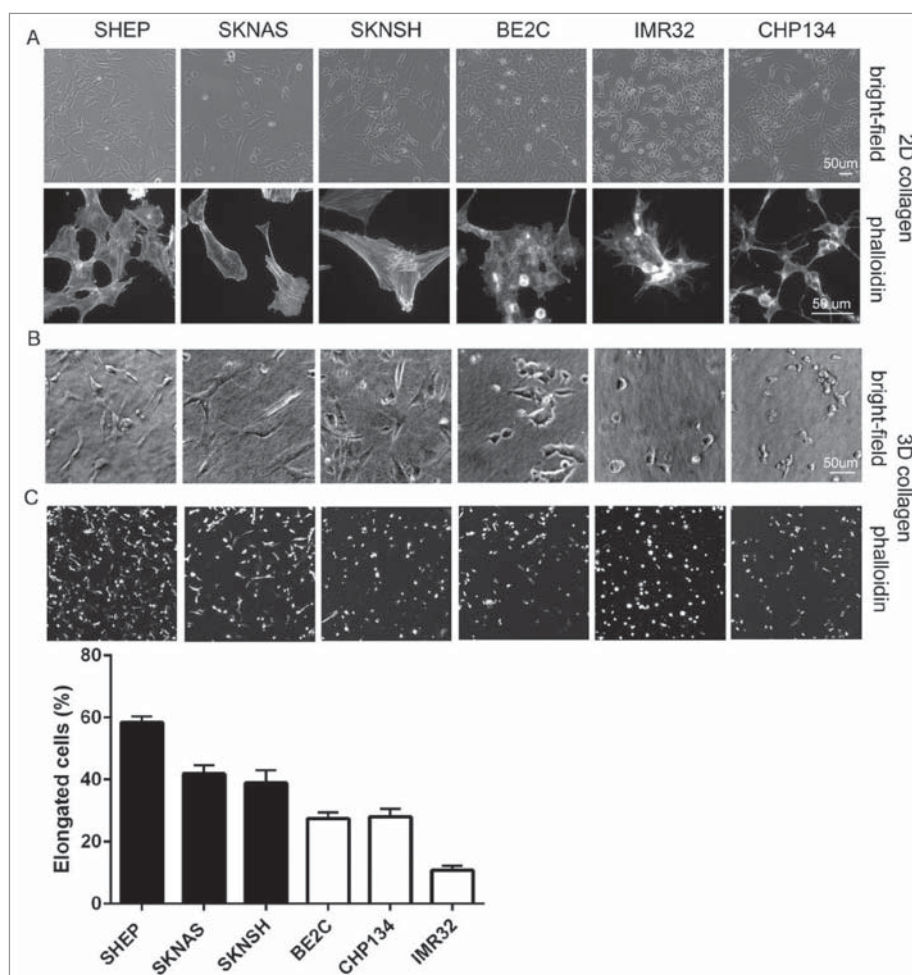 SHEP SKNAS SKNSH BE2C IMR32 CHP134
A
bright-field
50um
2D collagen
phalloidin
50 um
B
bright-field
50um
3D collagen
C
phalloidin
Elongated cells (%)
80
60
40
20
0
SHEP SKNAS SKNSH BE2C CHP134 IMR32